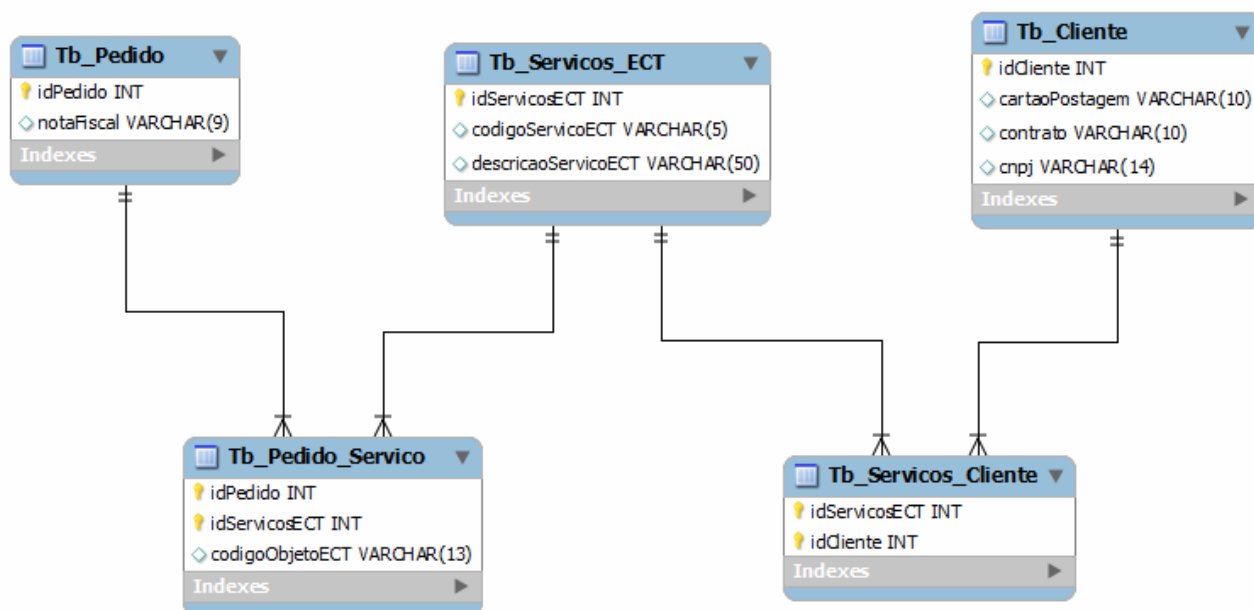 Tb_Pedido
idPedido INT
notaFiscal VARCHAR(9)
Indexes
Tb_Servicos_ECT
idServicosECT INT
codigoServicoECT VARCHAR(5)
descricaoServicoECT VARCHAR(50)
Indexes
Tb_Cliente
idCliente INT
cartaoPostagem VARCHAR(10)
contrato VARCHAR(10)
cnpj VARCHAR(14)
Indexes
Tb_Pedido_Servico
idPedido INT
idServicosECT INT
codigoObjetoECT VARCHAR(13)
Indexes
Tb_Servicos_Cliente
idServicosECT INT
idCliente INT
Indexes